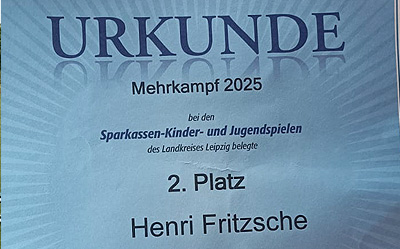 URKUNDE
Mehrkampf 2025
bei den
Sparkassen-Kinder- und Jugendspielen
des Landkreises Leipzig belegte
2. Platz
Henri Fritzsche